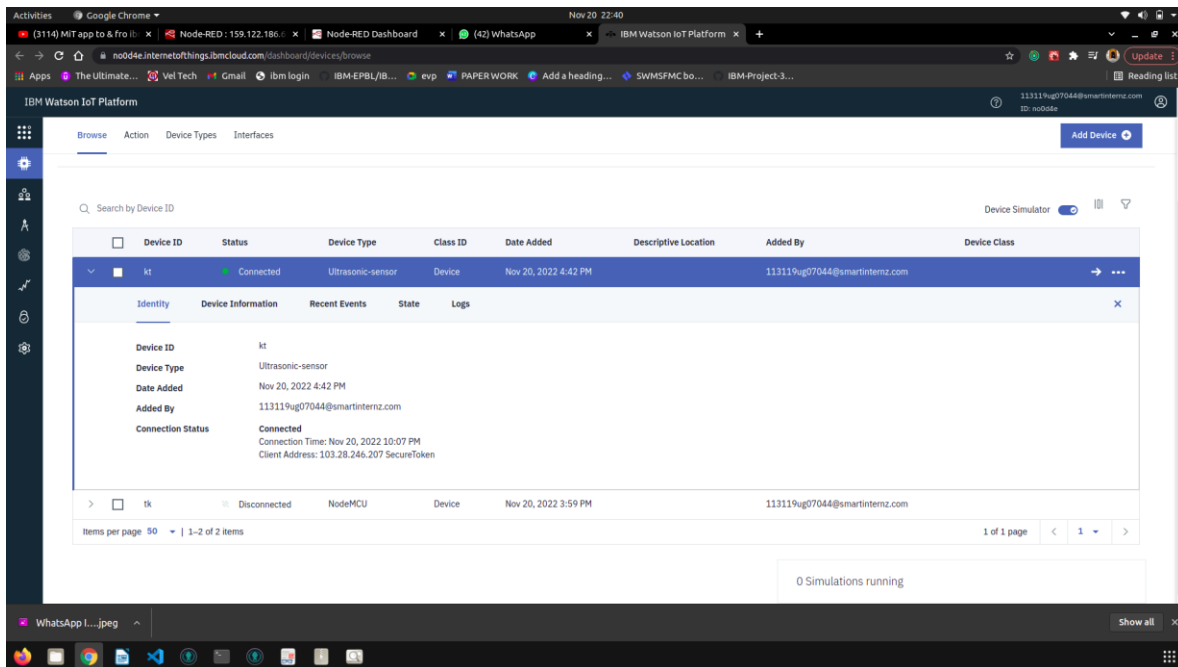 Activities Google Chrome Nov 20 22:40
(3114) MiT app to & fro ib Node-RED : 159.122.186. Node-RED Dashboard (42) WhatsApp IBM Watson IoT Platform
no0d4e.internetofthings.ibmcloud.com/dashboard/devices/browse Update
Apps The Ultimate... Vel Tech Gmail ibm login IBM-EPBL/IB... evp PAPER WORK Add a heading... SWMSFMC bo... IBM-Project-3... Reading list
IBM Watson IoT Platform 113119ug07044@smartinternz.com
ID: no0d4e
Browse Action Device Types Interfaces Add Device
Search by Device ID Device Simulator
Device ID Status Device Type Class ID Date Added Descriptive Location Added By Device Class
kt Connected Ultrasonic-sensor Device Nov 20, 2022 4:42 PM 113119ug07044@smartinternz.com
Identity Device Information Recent Events State Logs
Device ID kt
Device Type Ultrasonic-sensor
Date Added Nov 20, 2022 4:42 PM
Added By 113119ug07044@smartinternz.com
Connection Status Connected
Connection Time: Nov 20, 2022 10:07 PM
Client Address: 103.28.246.207 SecureToken
tk Disconnected NodeMCU Device Nov 20, 2022 3:59 PM 113119ug07044@smartinternz.com
Items per page 50 | 1–2 of 2 items 1 of 1 page 1
0 Simulations running
WhatsApp I....jpeg Show all